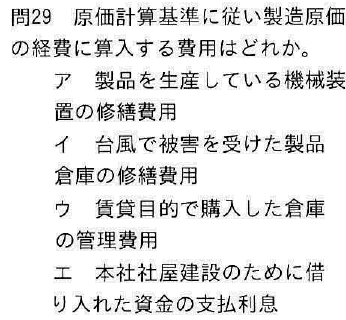 問29　原価計算基準に従い製造原価
の経費に算入する費用はどれか。
ア　製品を生産している機械装
置の修繕費用
イ　台風で被害を受けた製品
倉庫の修繕費用
ウ　賃貸目的で購入した倉庫
の管理費用
エ　本社社屋建設のために借
り入れた資金の支払利息